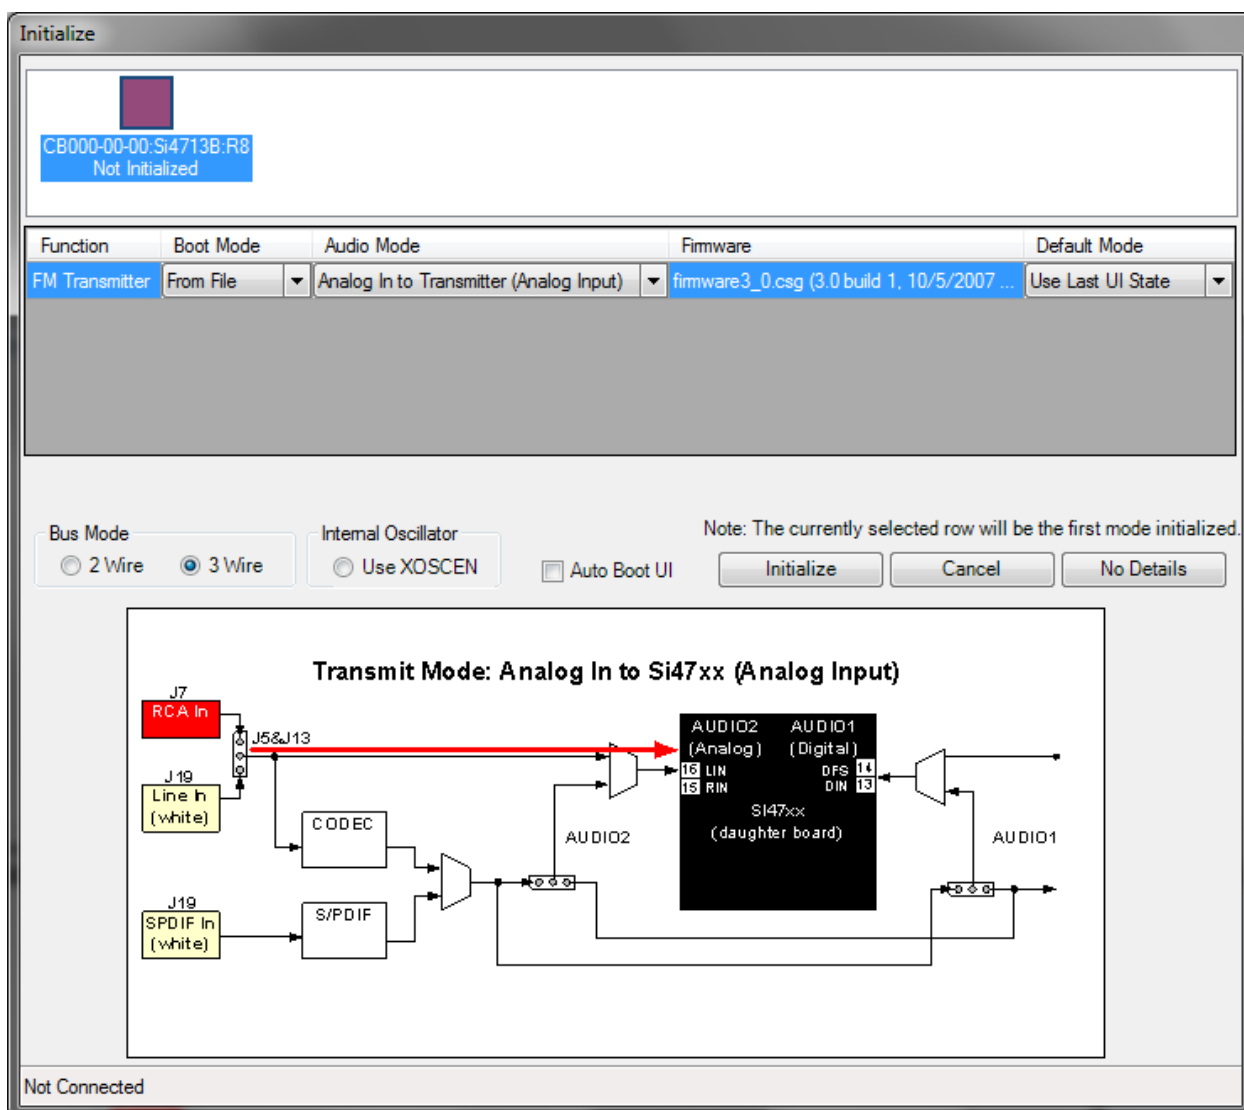 Initialize
CB000-00-00:Si4713B:R8
Not Initialized
Function Boot Mode Audio Mode Firmware Default Mode
FM Transmitter From File Analog In to Transmitter (Analog Input) firmware3_0.csg (3.0 build 1, 10/5/2007 ... Use Last UI State
Note: The currently selected row will be the first mode initialized.
Bus Mode Internal Oscillator
2 Wire 3 Wire Use XOSCEN Auto Boot UI Initialize Cancel No Details
Transmit Mode: Analog In to Si47xx (Analog Input)
J7
RCA In
J5&J13
J19
Line In
(white)
CODEC
J19
SPDIF In
(white)
S/PDIF
AUDIO2
AUDIO2 AUDIO1
(Analog) (Digital)
16 LIN DFS 14
15 RIN DIN 13
SI47xx
(daughter board)
AUDIO1
Not Connected